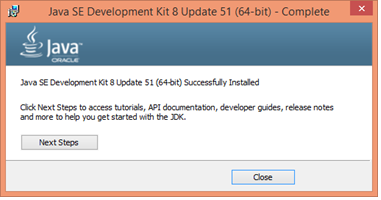 Java SE Development Kit 8 Update 51 (64-bit) - Complete
Java
ORACLE
Java SE Development Kit 8 Update 51 (64-bit) Successfully Installed
Click Next Steps to access tutorials, API documentation, developer guides, release notes
and more to help you get started with the JDK.
Next Steps
Close